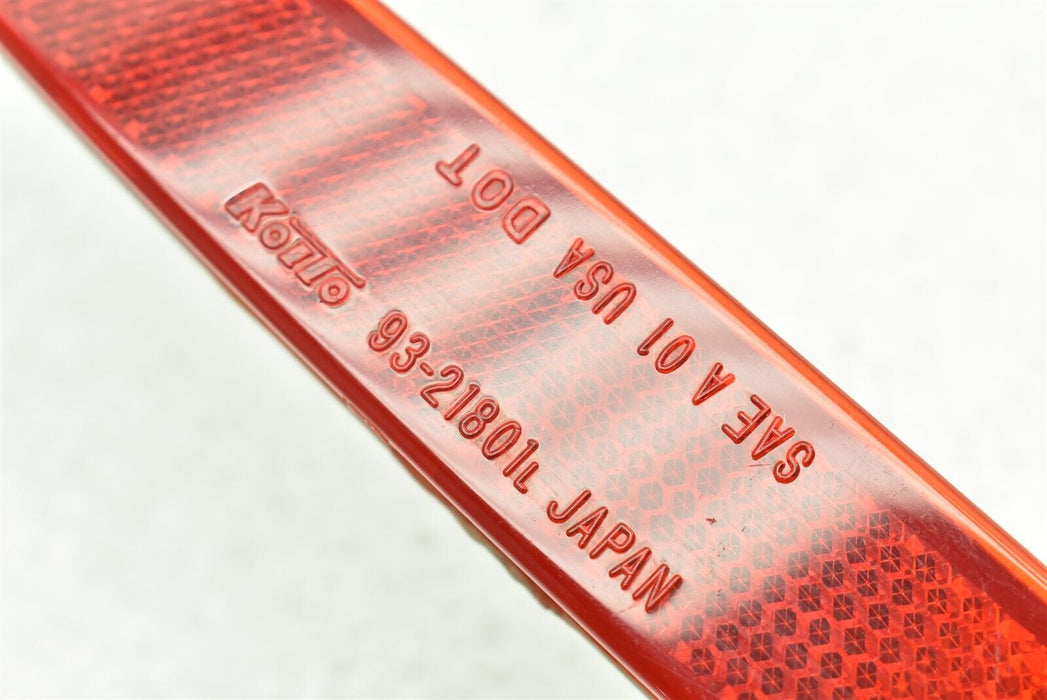 SAE A 01 USA DOT
Koito 93-21801L JAPAN